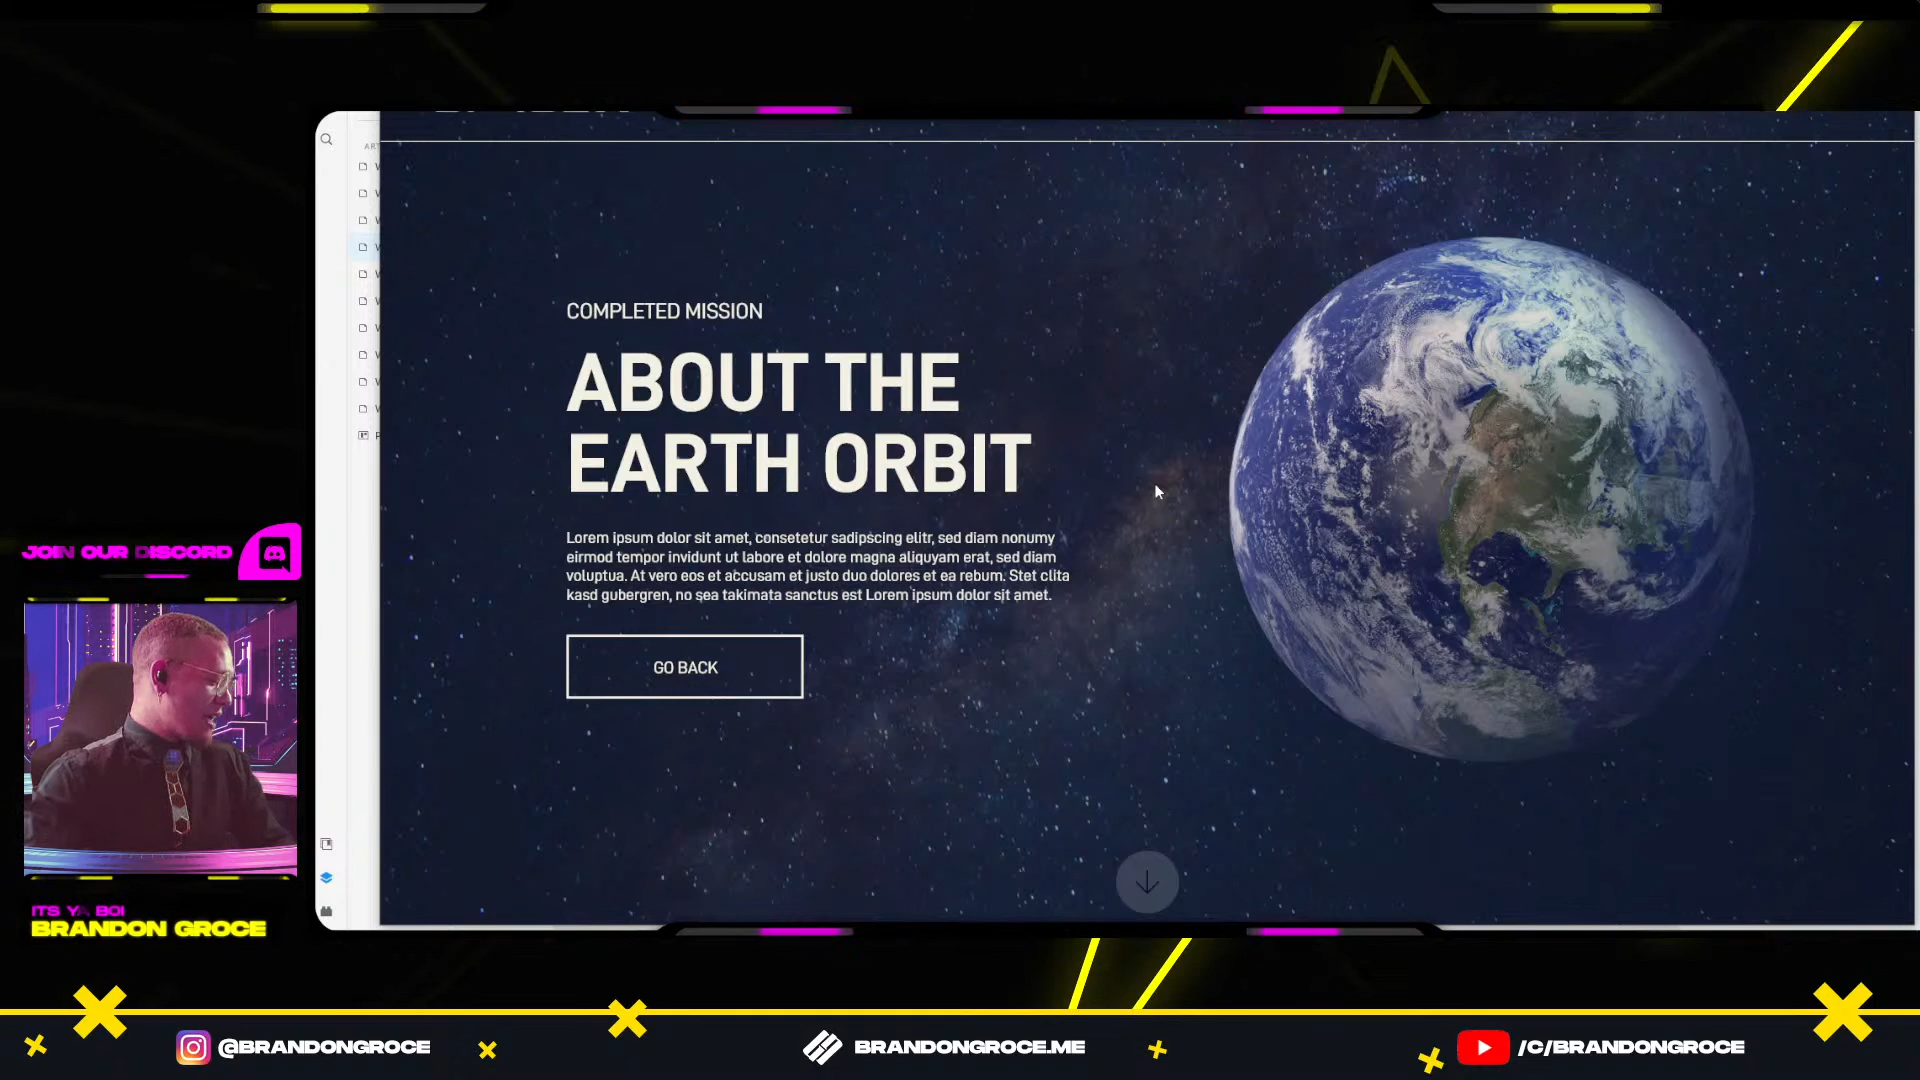 COMPLETED MISSION
ABOUT THE
EARTH ORBIT
Lorem ipsum dolor sit amet, consetetur sadipscing elitr, sed diam nonumy
eirmod tempor invidunt ut labore et dolore magna aliquyam erat, sed diam
voluptua. At vero eos et accusam et justo duo dolores et ea rebum. Stet clita
kasd gubergren, no sea takimata sanctus est Lorem ipsum dolor sit amet.
GO BACK
JOIN OUR DISCORD
ITS YA BOI
BRANDON GROCE
@BRANDONGROCE
BRANDONGROCE.ME
/C/BRANDONGROCE